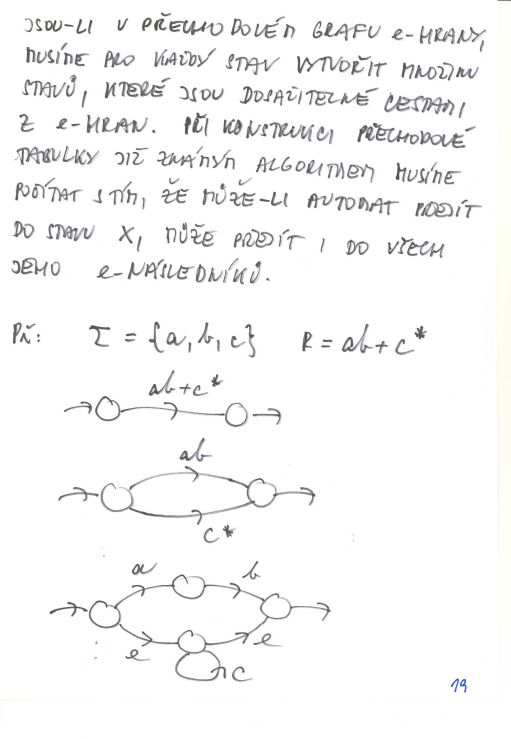 JSOU-LI V PŘECHODOVÉM GRAFU e-HRANY,
MUSÍME PRO KAŽDÝ STAV VYTVOŘIT MNOŽINU
STAVŮ, KTERÉ JSOU DOSAŽITELNÉ CESTAMI
Z e-HRAN. PŘI KONSTRUKCI PŘECHODOVÉ
TABULKY JIŽ ZNÁMÝM ALGORITMEM MUSÍME
POČÍTAT S TÍM, ŽE MŮŽE-LI AUTOMAT PŘEJÍT
DO STAVU X, MŮŽE PŘEJÍT I DO VŠECH
JEHO e-NÁSLEDNÍKŮ.
PŘ: Σ = {a, b, c} R = ab + c*
ab+c*
ab
c*
a b
e e
c
19